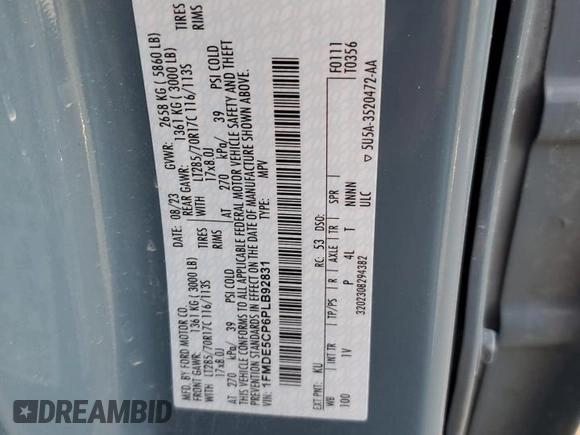 MFD. BY FORD MOTOR CO.
08/23
GVWR: 2658 KG ( 5860 LB)
FRONT GAWR: 1361 KG (3000 LB)
REAR GAWR: 1361 KG (3000 LB)
WITH LT285/70R17C 116/113S TIRES
WITH LT285/70R17C 116/113S TIRES
17x8.0J RIMS
17x8.0J RIMS
AT 270 kPa/ 39 PSI COLD
AT 270 kPa/ 39 PSI COLD
THIS VEHICLE CONFORMS TO ALL APPLICABLE FEDERAL MOTOR VEHICLE SAFETY AND THEFT
PREVENTION STANDARDS IN EFFECT ON THE DATE OF MANUFACTURE SHOWN ABOVE.
VIN: 1FMDE5CP6PLB92831
MPV
F0111
T0356
EXT PNT: KU
RC: 53 DSO:
WB INT TR TP/PS R AXLE TR SPR
100 1V P 4L T NNNN
ULC
3202308294382
5U5A-3520472-AA
DREAMBID